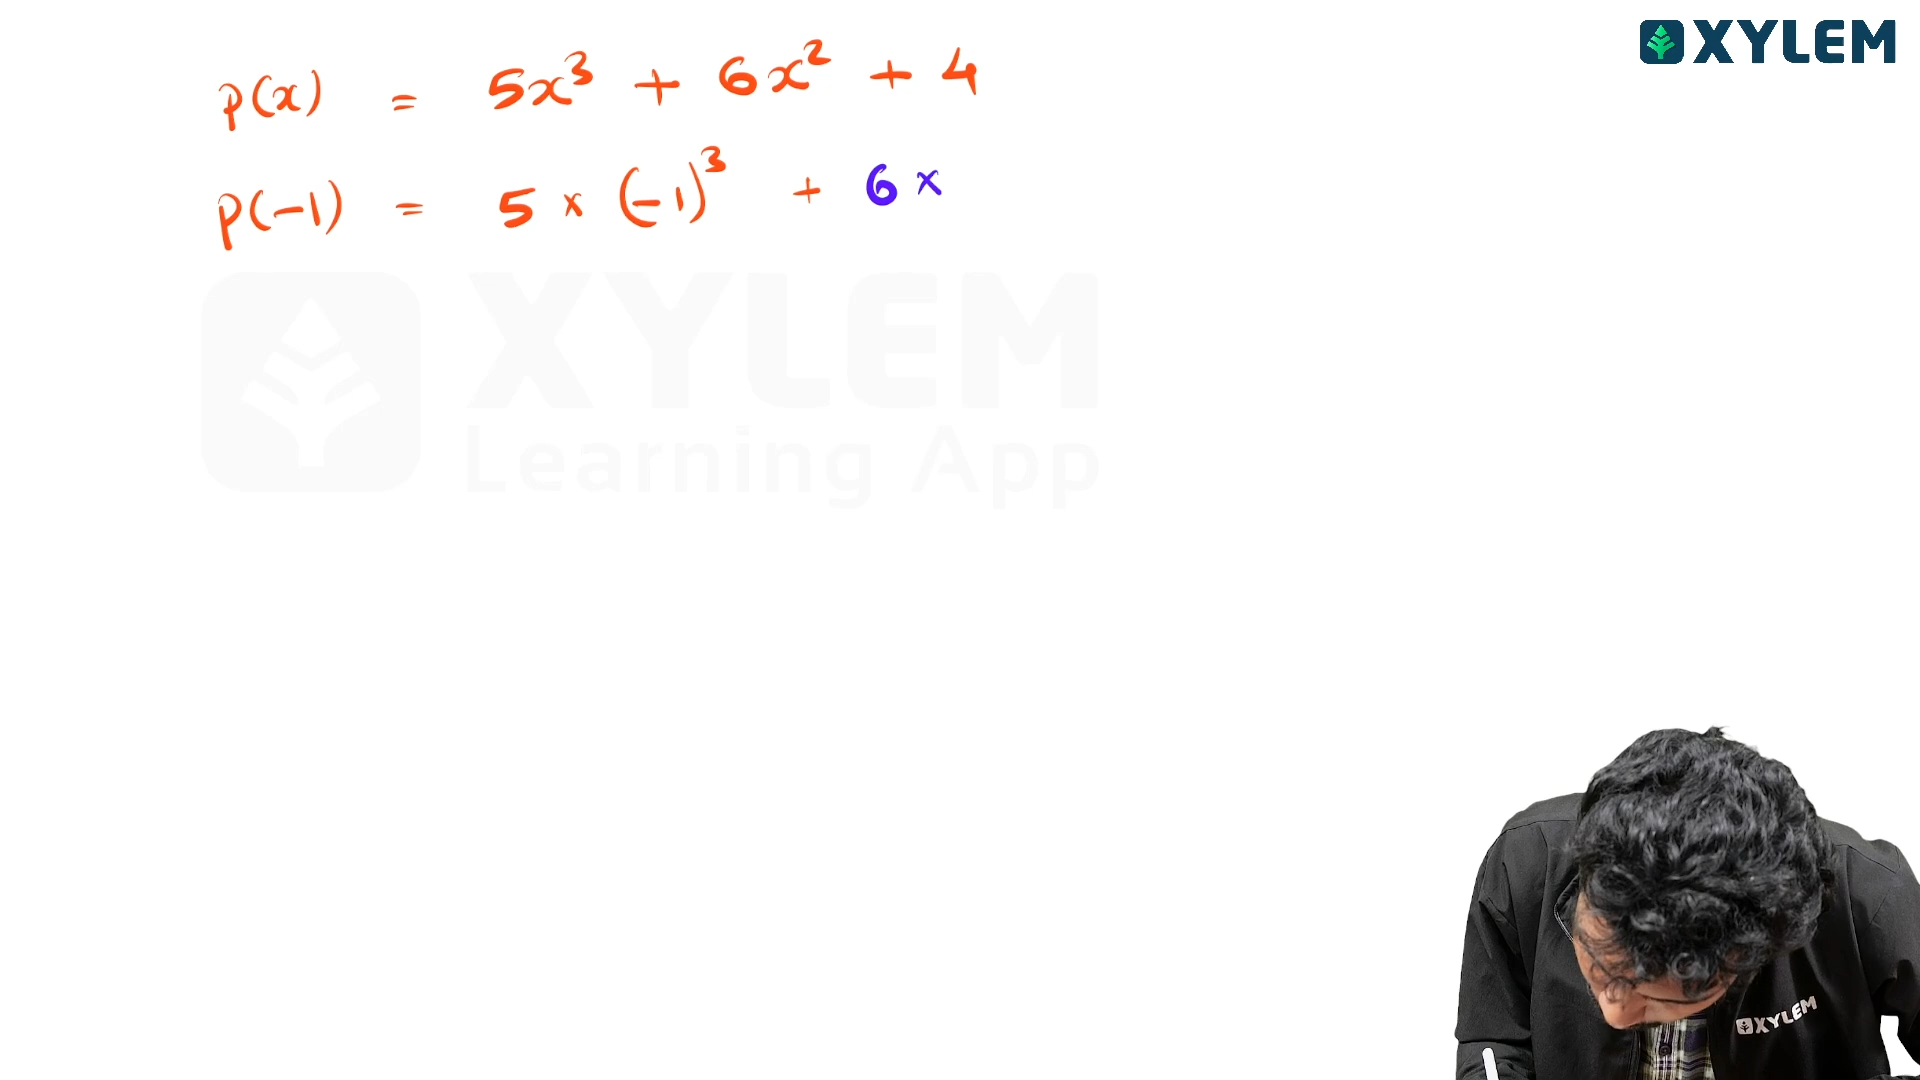 XYLEM
p(x) = 5x³ + 6x² + 4
p(-1) = 5 × (-1)³ + 6 ×
XYLEM
Learning App
XYLEM